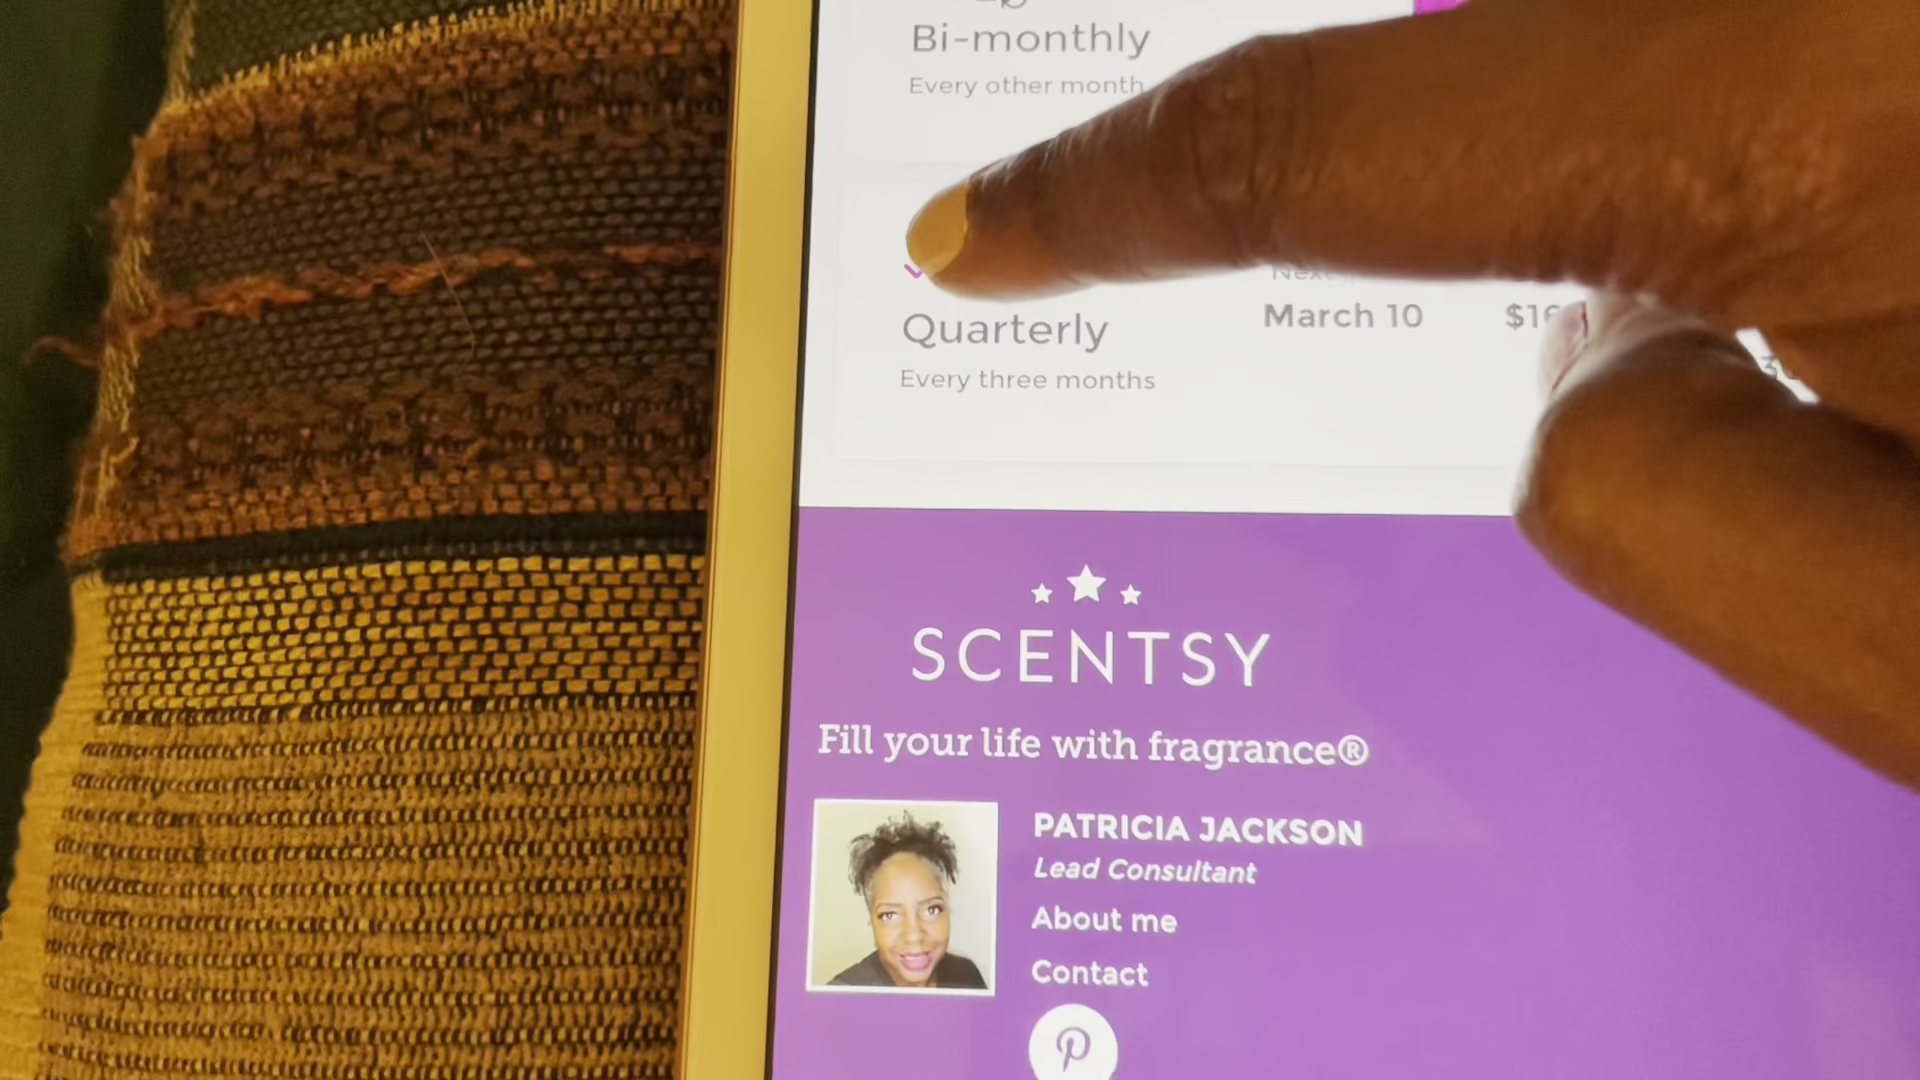 Bi-monthly
Every other month
March 10
Quarterly
Every three months
SCENTSY
Fill your life with fragrance®
PATRICIA JACKSON
Lead Consultant
About me
Contact